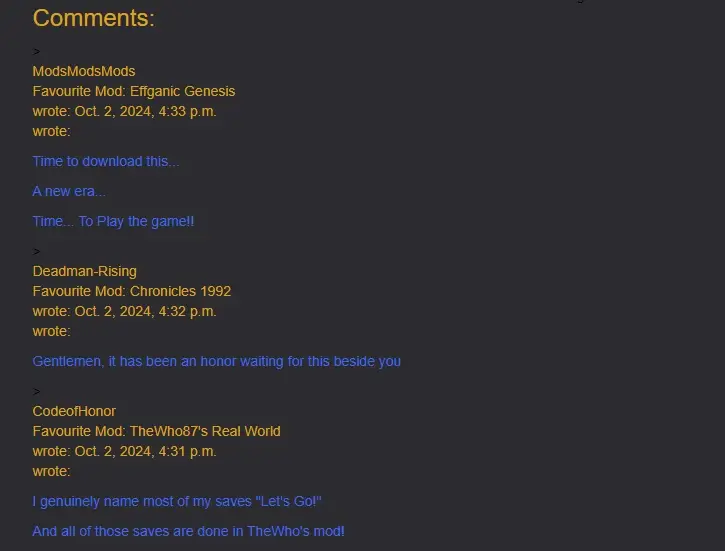 Comments:
>
ModsModsMods
Favourite Mod: Effganic Genesis
wrote: Oct. 2, 2024, 4:33 p.m.
wrote:
Time to download this...
A new era...
Time... To Play the game!!
>
Deadman-Rising
Favourite Mod: Chronicles 1992
wrote: Oct. 2, 2024, 4:32 p.m.
wrote:
Gentlemen, it has been an honor waiting for this beside you
>
CodeofHonor
Favourite Mod: TheWho87's Real World
wrote: Oct. 2, 2024, 4:31 p.m.
wrote:
I genuinely name most of my saves "Let's Go!"
And all of those saves are done in TheWho's mod!